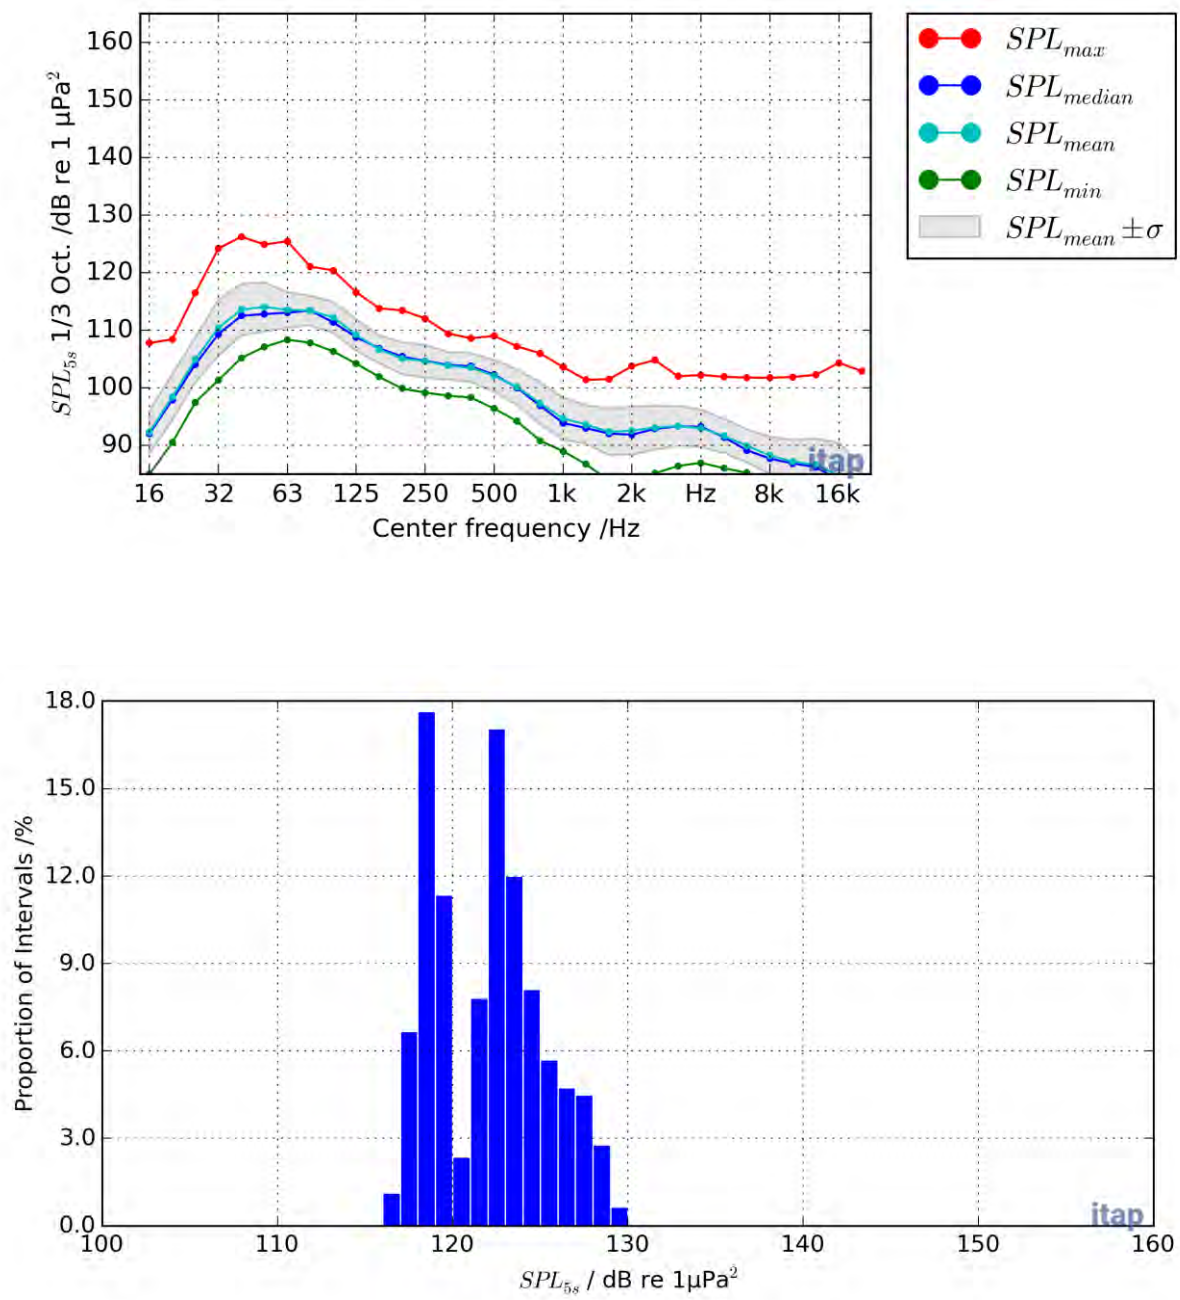 160
150
140
130
120
110
100
90
SPL5s 1/3 Oct. /dB re 1 µPa²
16 32 63 125 250 500 1k 2k Hz 8k 16k
Center frequency /Hz
itap
SPLmax
SPLmedian
SPLmean
SPLmin
SPLmean ±σ
18.0
15.0
12.0
9.0
6.0
3.0
0.0
Proportion of Intervals /%
100 110 120 130 140 150 160
SPL5s / dB re 1µPa²
itap